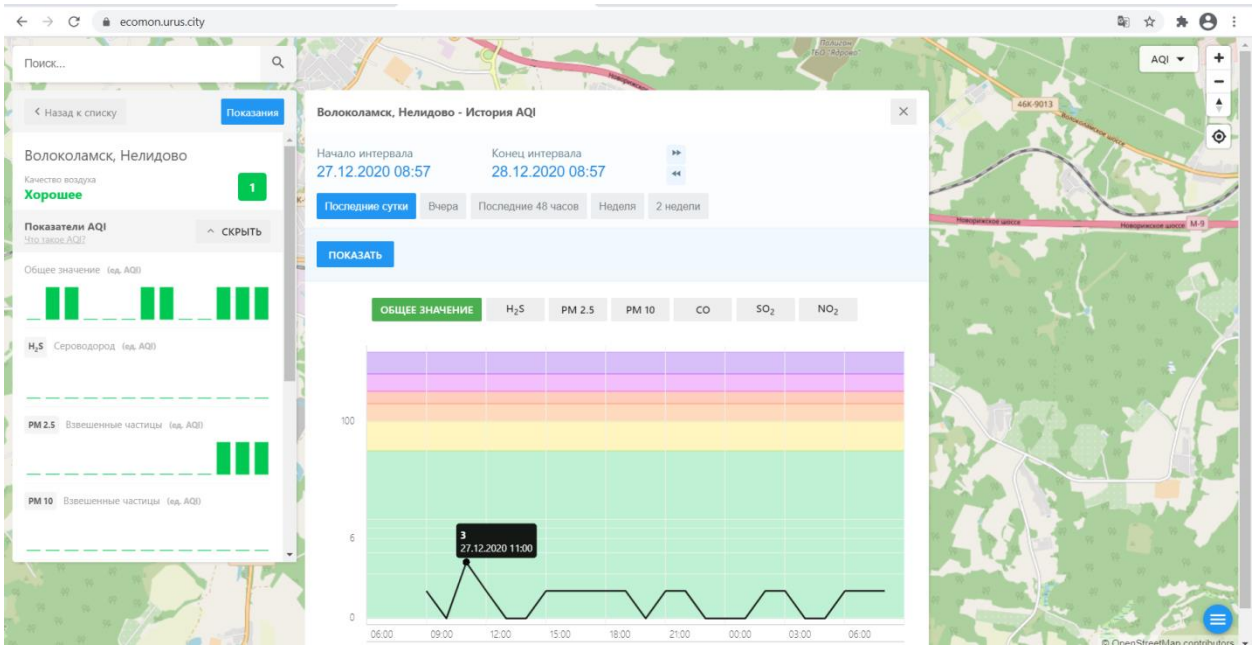 ecomon.urus.city
Поиск...
Назад к списку
Показания
Волоколамск, Нелидово
Качество воздуха
Хорошее
1
Показатели AQI
Что такое AQI?
СКРЫТЬ
Общее значение (ед. AQI)
H₂S Сероводород (ед. AQI)
PM 2.5 Взвешенные частицы (ед. AQI)
PM 10 Взвешенные частицы (ед. AQI)
Волоколамск, Нелидово - История AQI
Начало интервала
27.12.2020 08:57
Конец интервала
28.12.2020 08:57
Последние сутки
Вчера
Последние 48 часов
Неделя
2 недели
ПОКАЗАТЬ
ОБЩЕЕ ЗНАЧЕНИЕ
H₂S
PM 2.5
PM 10
CO
SO₂
NO₂
100
6
0
3
27.12.2020 11:00
06:00 09:00 12:00 15:00 18:00 21:00 00:00 03:00 06:00
AQI
+
−
Полигон
ТБО "Ядрово"
46К-9013
Волоколамское шоссе
Новорижское шоссе
Новорижское шоссе
М-9
© OpenStreetMap contributors